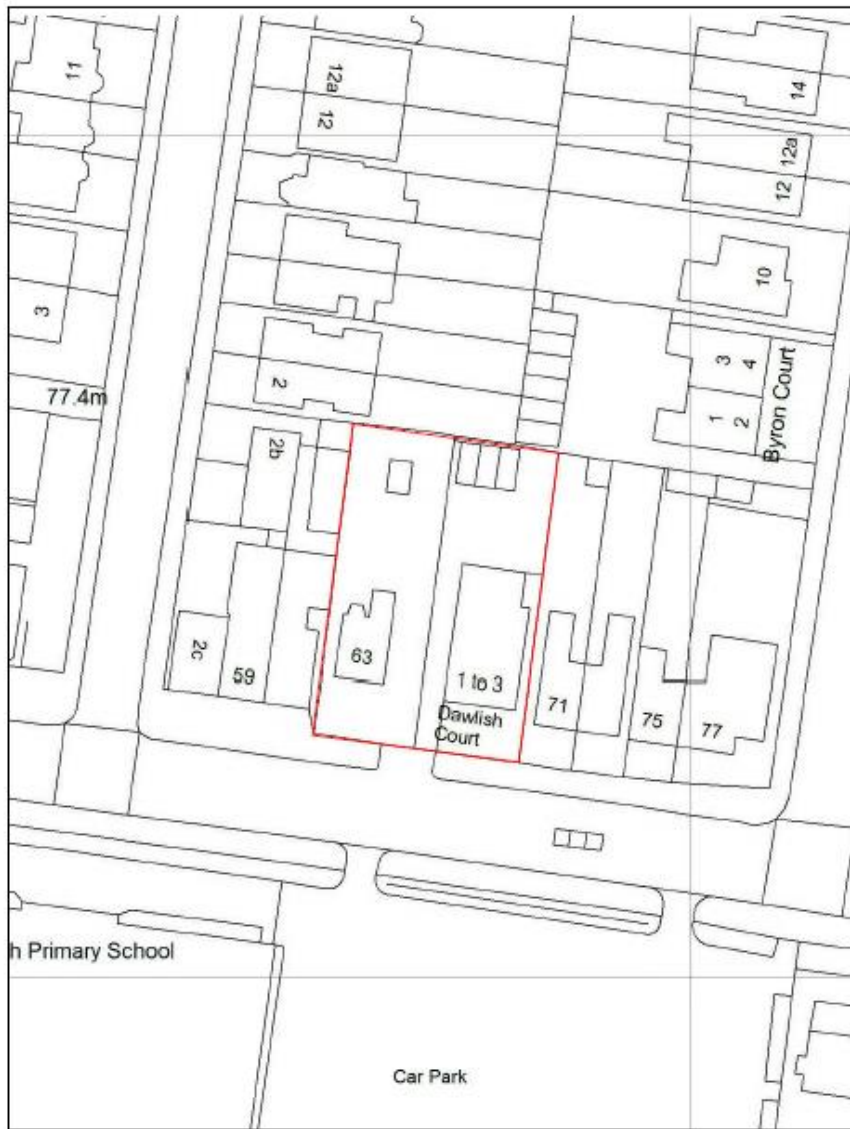 11
12a
12
14
12a
12
3
10
3
4
2
77.4m
1
2
Byron Court
2b
2c
59
63
1 to 3
Dawlish
Court
71
75
77
h Primary School
Car Park